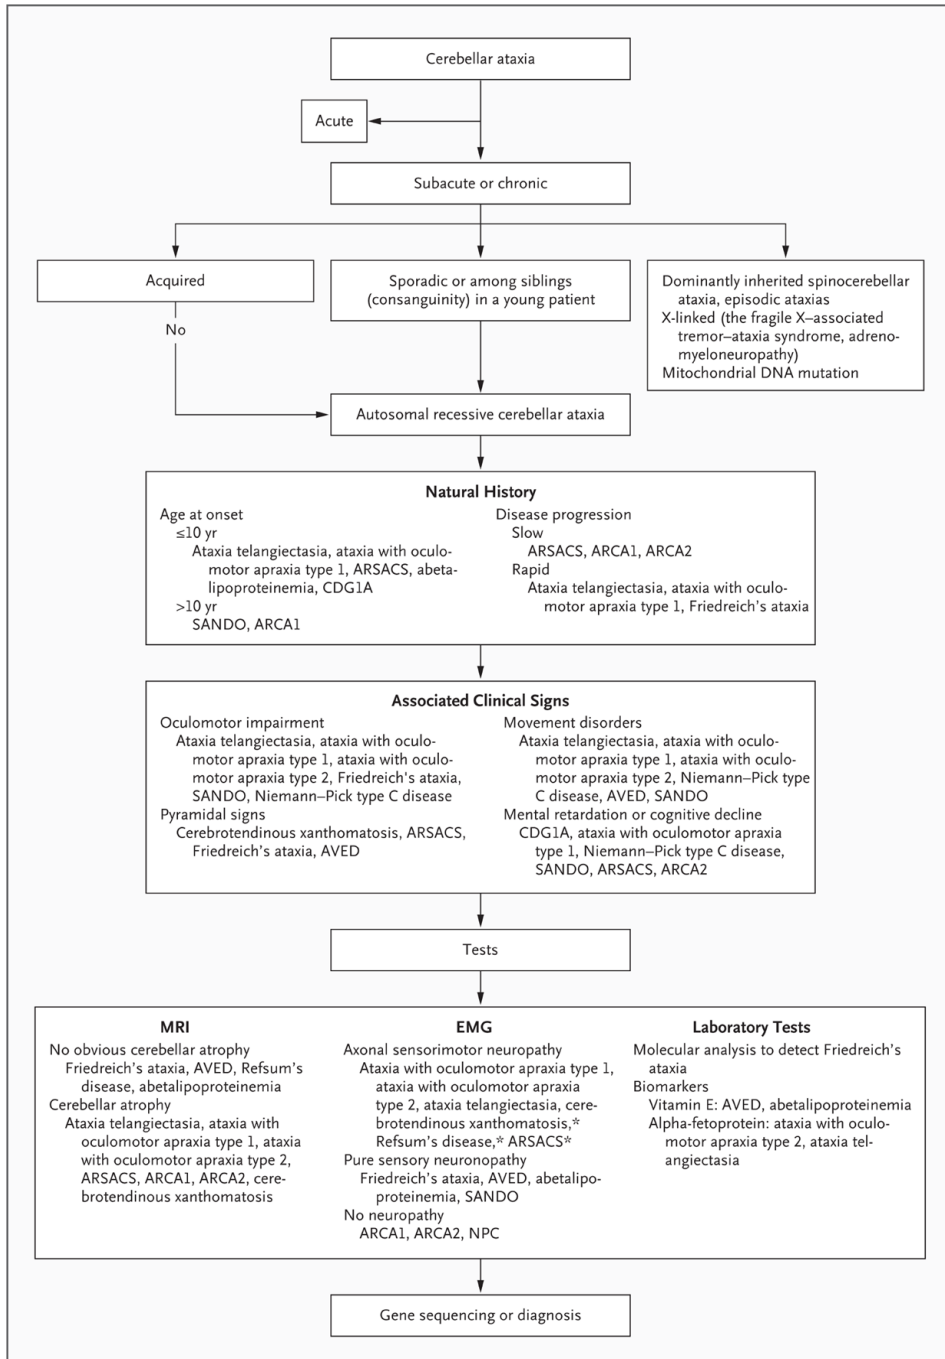 Cerebellar ataxia
Acute
Subacute or chronic
Acquired
Sporadic or among siblings
(consanguinity) in a young patient
Dominantly inherited spinocerebellar
ataxia, episodic ataxias
X-linked (the fragile X–associated
tremor–ataxia syndrome, adreno-
myeloneuropathy)
Mitochondrial DNA mutation
No
Autosomal recessive cerebellar ataxia
Natural History
Age at onset
≤10 yr
Ataxia telangiectasia, ataxia with oculo-
motor apraxia type 1, ARSACS, abeta-
lipoproteinemia, CDG1A
>10 yr
SANDO, ARCA1
Disease progression
Slow
ARSACS, ARCA1, ARCA2
Rapid
Ataxia telangiectasia, ataxia with oculo-
motor apraxia type 1, Friedreich's ataxia
Associated Clinical Signs
Oculomotor impairment
Ataxia telangiectasia, ataxia with oculo-
motor apraxia type 1, ataxia with oculo-
motor apraxia type 2, Friedreich's ataxia,
SANDO, Niemann–Pick type C disease
Pyramidal signs
Cerebrotendinous xanthomatosis, ARSACS,
Friedreich's ataxia, AVED
Movement disorders
Ataxia telangiectasia, ataxia with oculo-
motor apraxia type 1, ataxia with oculo-
motor apraxia type 2, Niemann–Pick type
C disease, AVED, SANDO
Mental retardation or cognitive decline
CDG1A, ataxia with oculomotor apraxia
type 1, Niemann–Pick type C disease,
SANDO, ARSACS, ARCA2
Tests
MRI
No obvious cerebellar atrophy
Friedreich's ataxia, AVED, Refsum's
disease, abetalipoproteinemia
Cerebellar atrophy
Ataxia telangiectasia, ataxia with
oculomotor apraxia type 1, ataxia
with oculomotor apraxia type 2,
ARSACS, ARCA1, ARCA2, cere-
brotendinous xanthomatosis
EMG
Axonal sensorimotor neuropathy
Ataxia with oculomotor apraxia type 1,
ataxia with oculomotor apraxia
type 2, ataxia telangiectasia, cere-
brotendinous xanthomatosis,*
Refsum's disease,* ARSACS*
Pure sensory neuronopathy
Friedreich's ataxia, AVED, abetalipo-
proteinemia, SANDO
No neuropathy
ARCA1, ARCA2, NPC
Laboratory Tests
Molecular analysis to detect Friedreich's
ataxia
Biomarkers
Vitamin E: AVED, abetalipoproteinemia
Alpha-fetoprotein: ataxia with oculo-
motor apraxia type 2, ataxia tel-
angiectasia
Gene sequencing or diagnosis